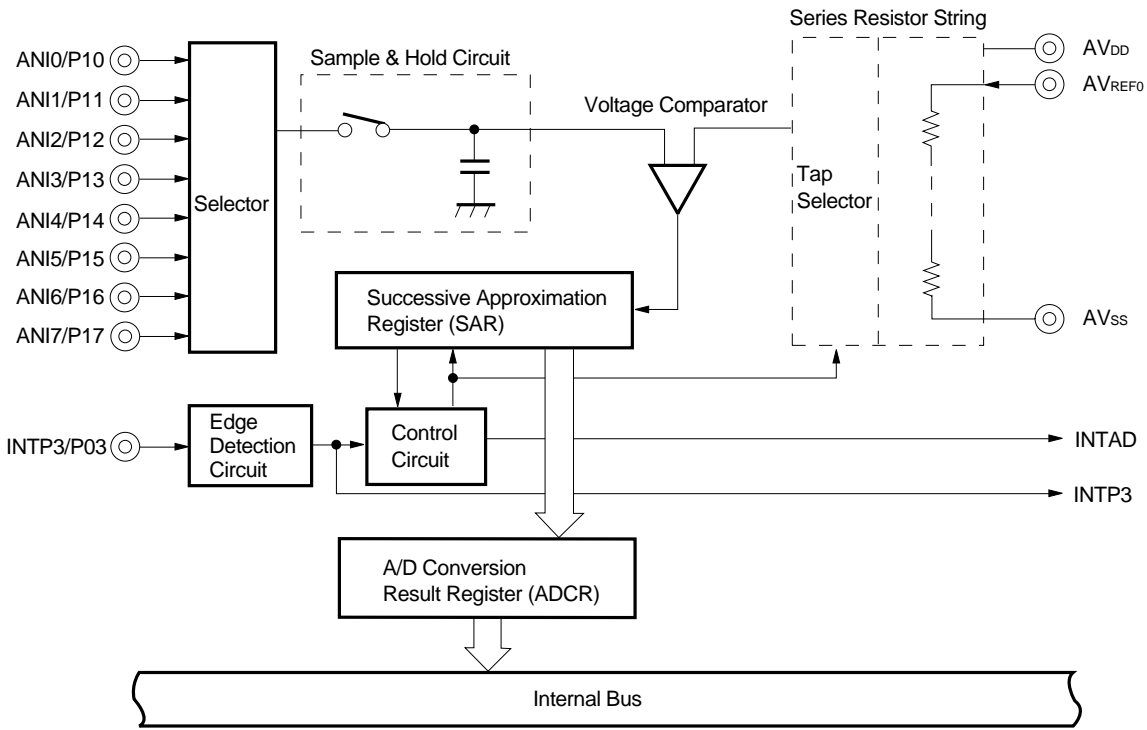 Series Resistor String
ANI0/P10
ANI1/P11
ANI2/P12
ANI3/P13
ANI4/P14
ANI5/P15
ANI6/P16
ANI7/P17
Selector
Sample & Hold Circuit
Voltage Comparator
Tap
Selector
AVDD
AVREF0
AVSS
Successive Approximation
Register (SAR)
INTP3/P03
Edge
Detection
Circuit
Control
Circuit
INTAD
INTP3
A/D Conversion
Result Register (ADCR)
Internal Bus